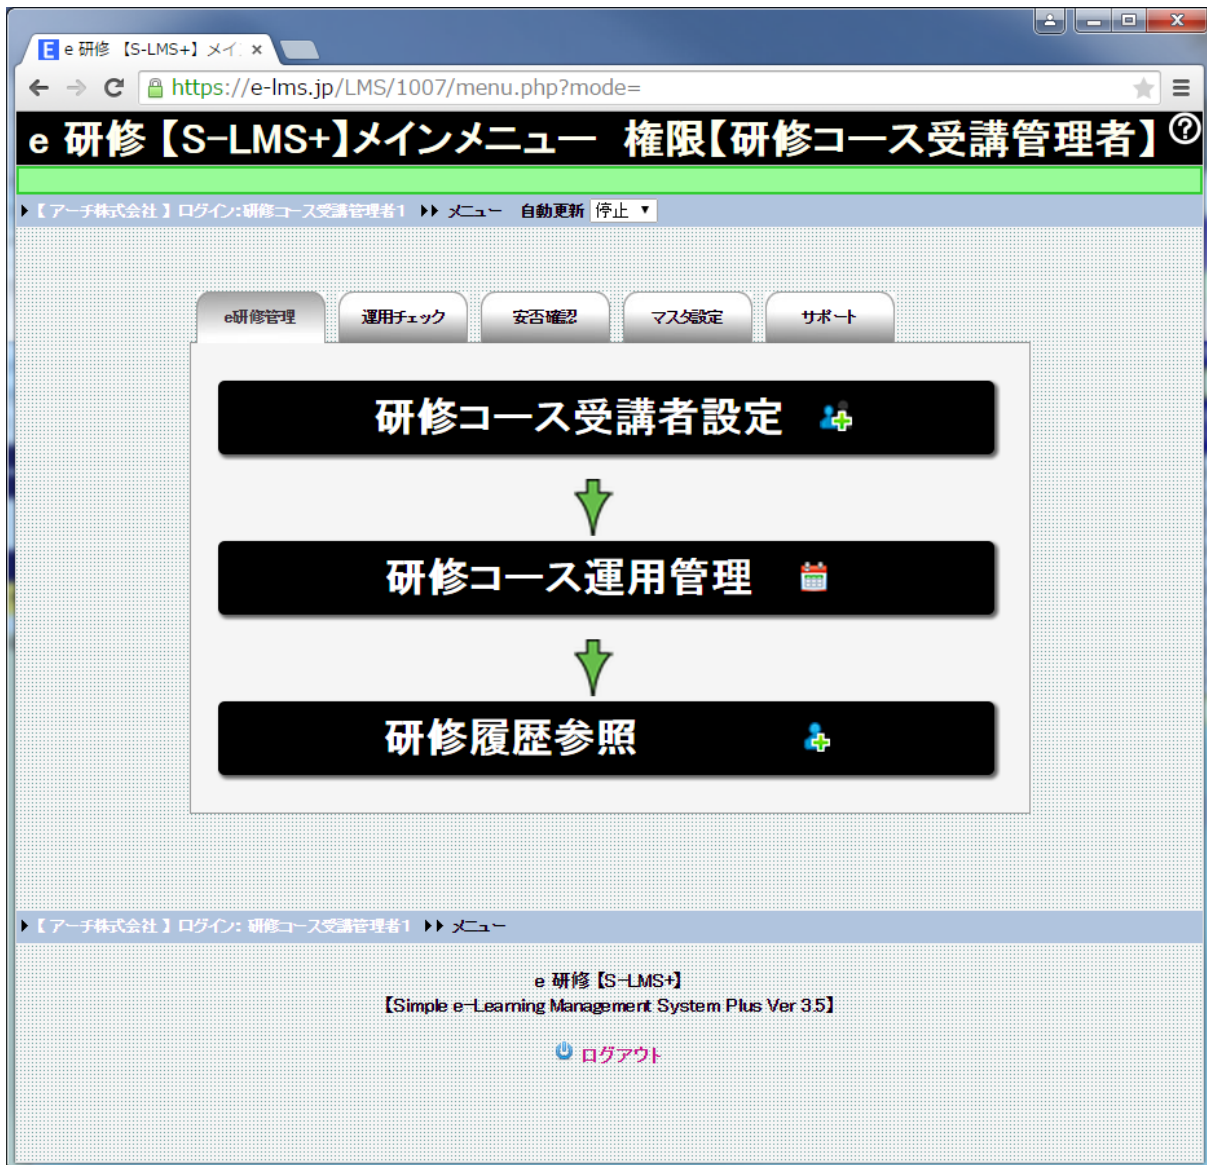 e 研修 【S-LMS+】 メイ
https://e-lms.jp/LMS/1007/menu.php?mode=
e 研修【S-LMS+】メインメニュー 権限【研修コース受講管理者】
【 アーチ株式会社 】 ログイン:研修コース受講管理者1 メニュー 自動更新 停止
e研修管理 運用チェック 安否確認 マスタ設定 サポート
研修コース受講者設定
研修コース運用管理
研修履歴参照
【 アーチ株式会社 】 ログイン: 研修コース受講管理者1 メニュー
e 研修【S-LMS+】
【Simple e-Learning Management System Plus Ver 3.5】
ログアウト